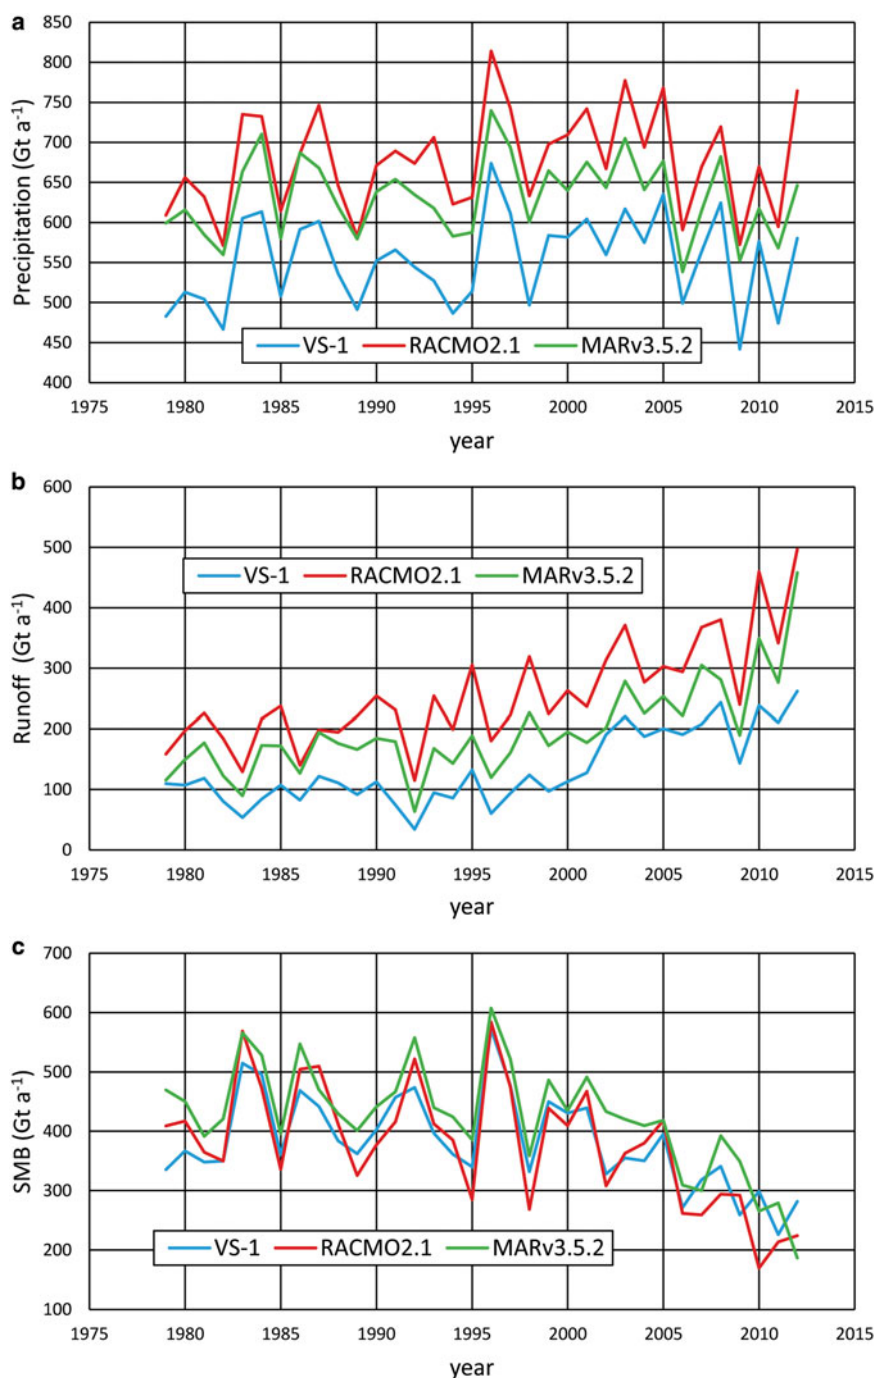 a
850
800
750
700
650
600
550
500
450
400
Precipitation (Gt a⁻¹)
VS-1 RACMO2.1 MARv3.5.2
1975 1980 1985 1990 1995 2000 2005 2010 2015
year
b
600
500
400
300
200
100
0
Runoff (Gt a⁻¹)
VS-1 RACMO2.1 MARv3.5.2
1975 1980 1985 1990 1995 2000 2005 2010 2015
year
c
700
600
500
400
300
200
100
SMB (Gt a⁻¹)
VS-1 RACMO2.1 MARv3.5.2
1975 1980 1985 1990 1995 2000 2005 2010 2015
year